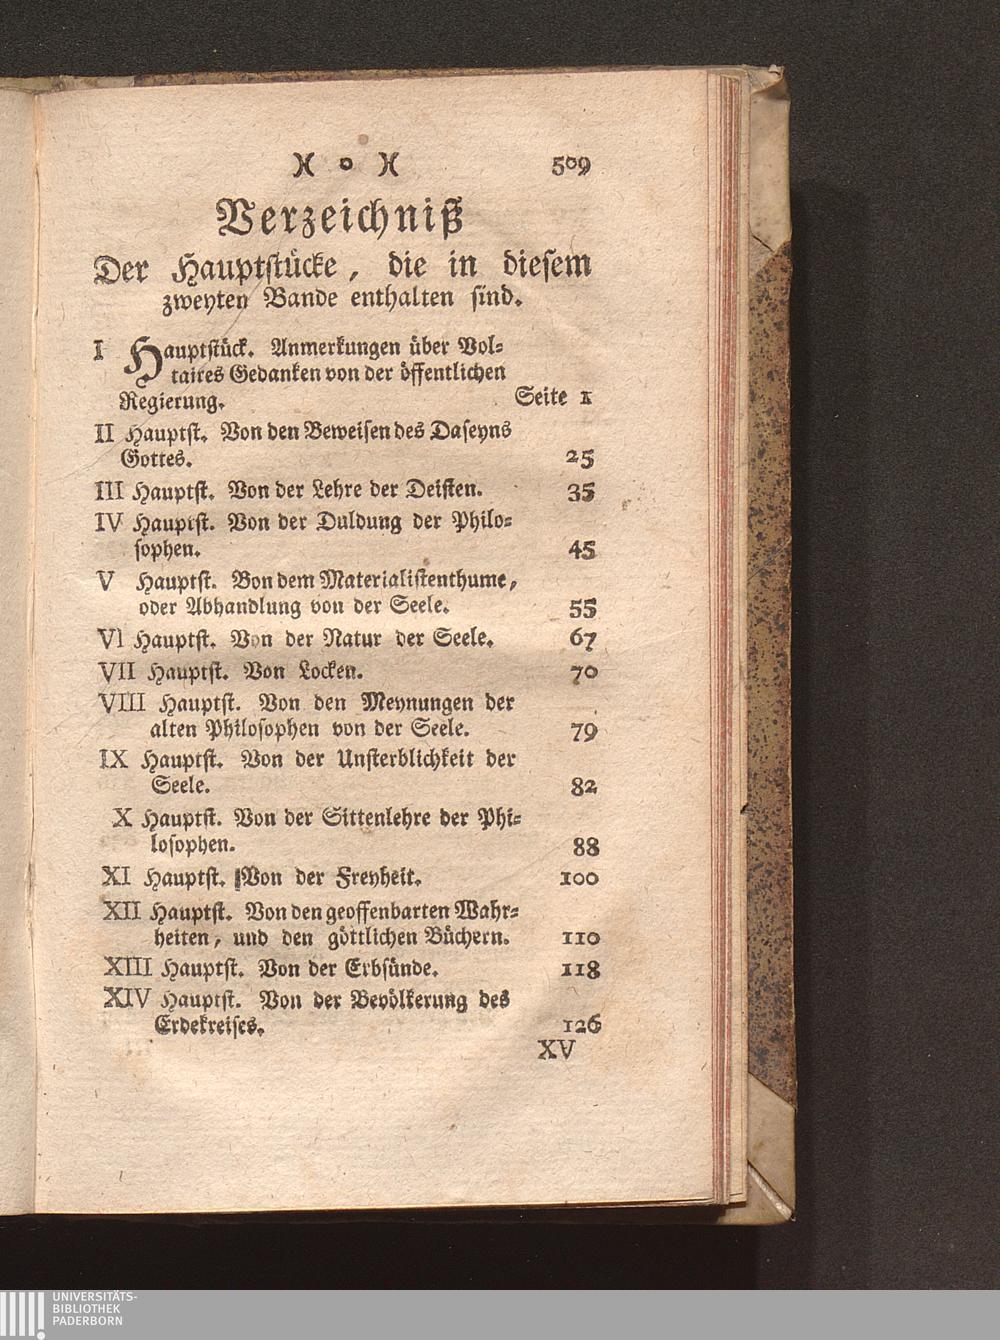 )( o )( 509
Verzeichniß
Der Hauptstücke, die in diesem
zweyten Bande enthalten sind.
I Hauptstück. Anmerkungen über Vol=
taires Gedanken von der öffentlichen
Regierung. Seite 1
II Hauptst. Von den Beweisen des Daseyns
Gottes. 25
III Hauptst. Von der Lehre der Deisten. 35
IV Hauptst. Von der Duldung der Philo=
sophen. 45
V Hauptst. Von dem Materialistenthume,
oder Abhandlung von der Seele. 55
VI Hauptst. Von der Natur der Seele. 67
VII Hauptst. Von Locken. 70
VIII Hauptst. Von den Meynungen der
alten Philosophen von der Seele. 79
IX Hauptst. Von der Unsterblichkeit der
Seele. 82
X Hauptst. Von der Sittenlehre der Phi=
losophen. 88
XI Hauptst. Von der Freyheit. 100
XII Hauptst. Von den geoffenbarten Wahr=
heiten, und den göttlichen Büchern. 110
XIII Hauptst. Von der Erbsünde. 118
XIV Hauptst. Von der Bevölkerung des
Erdekreises. 126
XV
UNIVERSITÄTS-
BIBLIOTHEK
PADERBORN